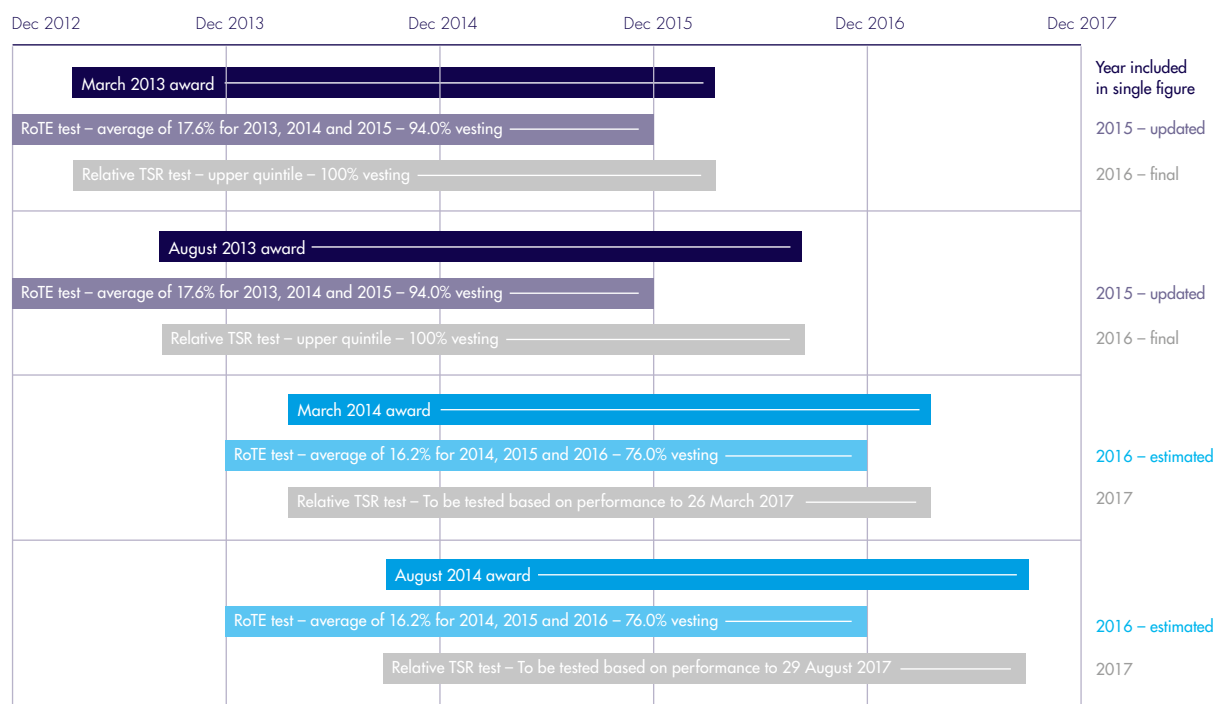 Dec 2012 Dec 2013 Dec 2014 Dec 2015 Dec 2016 Dec 2017
Year included
in single figure
March 2013 award
RoTE test – average of 17.6% for 2013, 2014 and 2015 – 94.0% vesting
2015 – updated
Relative TSR test – upper quintile – 100% vesting
2016 – final
August 2013 award
RoTE test – average of 17.6% for 2013, 2014 and 2015 – 94.0% vesting
2015 – updated
Relative TSR test – upper quintile – 100% vesting
2016 – final
March 2014 award
RoTE test – average of 16.2% for 2014, 2015 and 2016 – 76.0% vesting
2016 – estimated
Relative TSR test – To be tested based on performance to 26 March 2017
2017
August 2014 award
RoTE test – average of 16.2% for 2014, 2015 and 2016 – 76.0% vesting
2016 – estimated
Relative TSR test – To be tested based on performance to 29 August 2017
2017